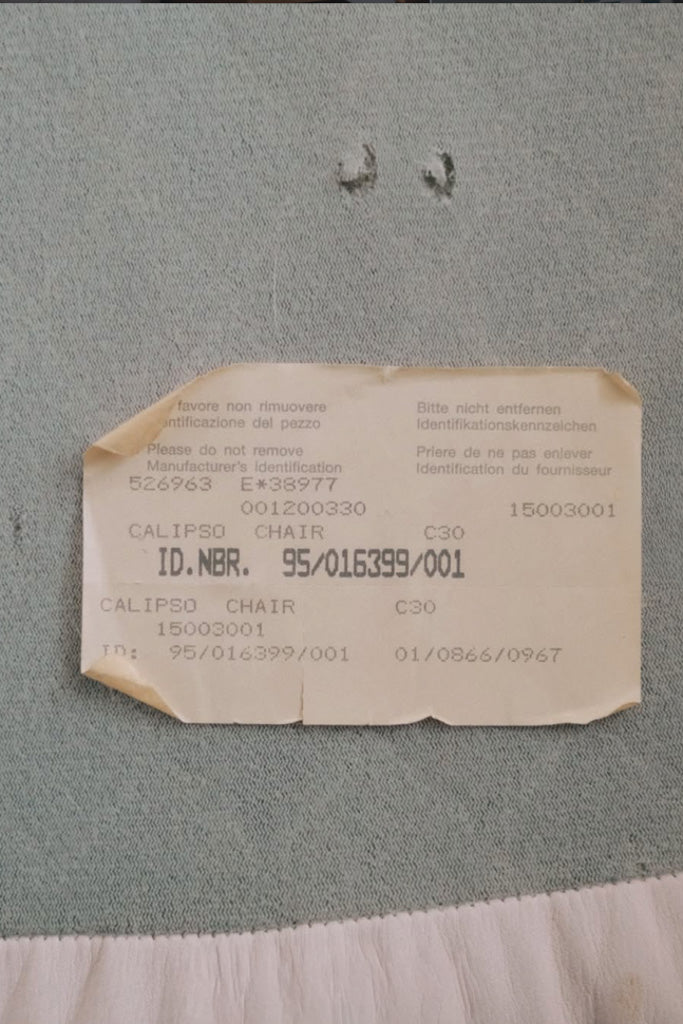 favore non rimuovere
identificazione del pezzo
Bitte nicht entfernen
Identifikationskennzeichen
Please do not remove
Manufacturer's Identification
Priere de ne pas enlever
Identification du fournisseur
526963 E*38977
001200330 15003001
CALIPSO CHAIR C30
ID.NBR. 95/016399/001
CALIPSO CHAIR C30
15003001
ID: 95/016399/001 01/0866/0967